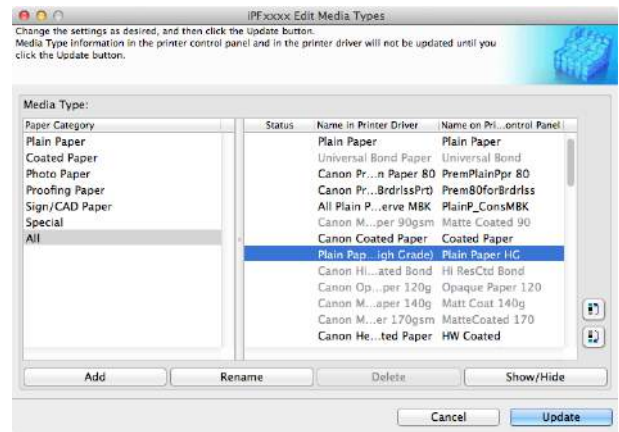 iPFxxxx Edit Media Types
Change the settings as desired, and then click the Update button.
Media Type information in the printer control panel and in the printer driver will not be updated until you
click the Update button.
Media Type:
Paper Category Status Name in Printer Driver Name on Pri...ontrol Panel
Plain Paper Plain Paper Plain Paper
Coated Paper Universal Bond Paper Universal Bond
Photo Paper Canon Pr...n Paper 80 PremPlainPpr 80
Proofing Paper Canon Pr...BrdrlssPrt) Prem80forBrdrlss
Sign/CAD Paper All Plain P...erve MBK PlainP_ConsMBK
Special Canon M...per 90gsm Matte Coated 90
All Canon Coated Paper Coated Paper
Plain Pap...igh Grade) Plain Paper HG
Canon Hi...ated Bond Hi ResCtd Bond
Canon Op...per 120g Opaque Paper 120
Canon M...aper 140g Matt Coat 140g
Canon M...er 170gsm MatteCoated 170
Canon He...ted Paper HW Coated
Add Rename Delete Show/Hide
Cancel Update